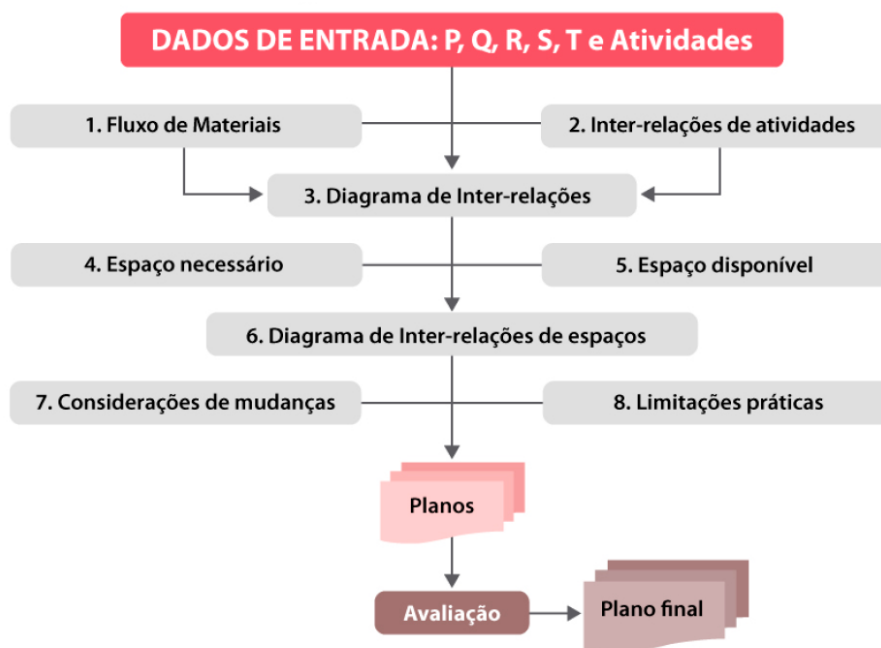 DADOS DE ENTRADA: P, Q, R, S, T e Atividades
1. Fluxo de Materiais
2. Inter-relações de atividades
3. Diagrama de Inter-relações
4. Espaço necessário
5. Espaço disponível
6. Diagrama de Inter-relações de espaços
7. Considerações de mudanças
8. Limitações práticas
Planos
Avaliação
Plano final